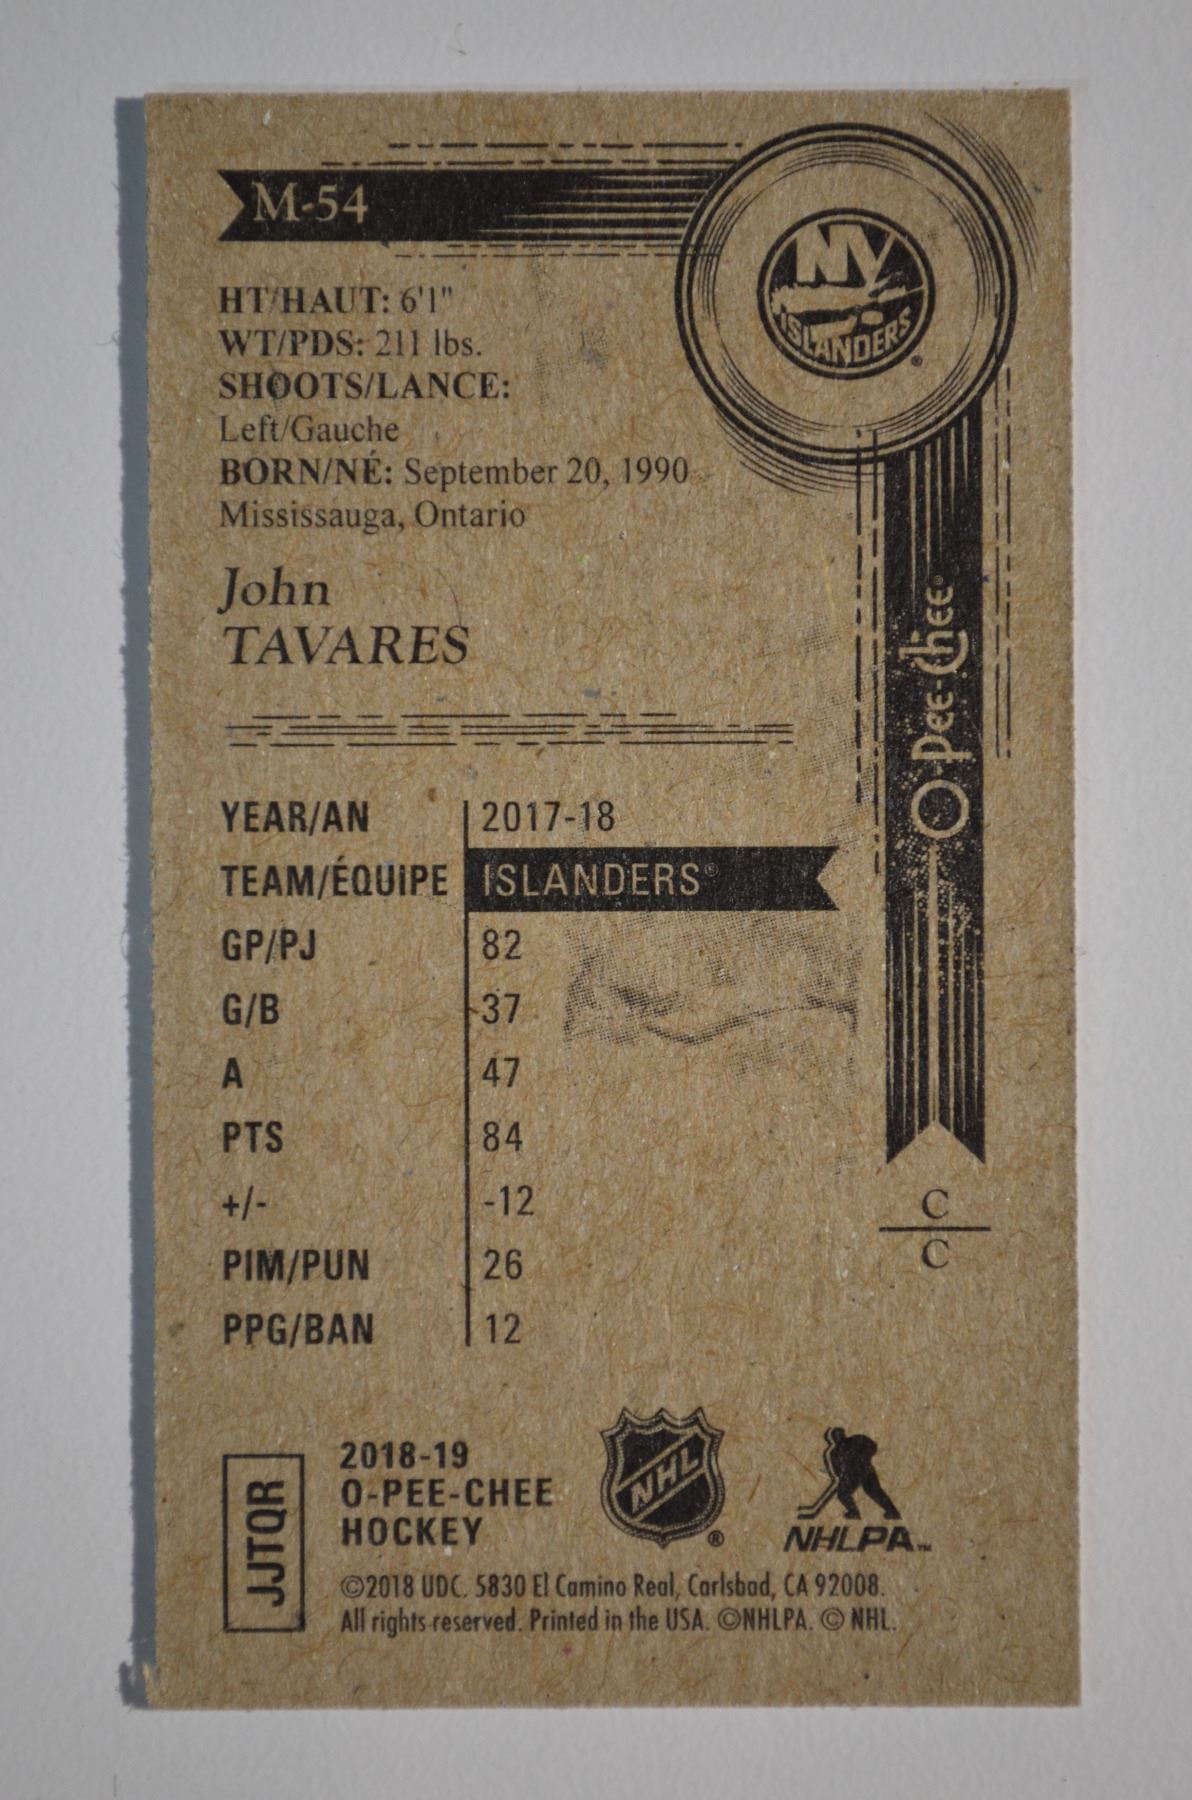 M-54
NY
ISLANDERS®
HT/HAUT: 6'1"
WT/PDS: 211 lbs.
SHOOTS/LANCE:
Left/Gauche
BORN/NÉ: September 20, 1990
Mississauga, Ontario
John
TAVARES
O-Pee-Chee®
YEAR/AN 2017-18
TEAM/ÉQUIPE ISLANDERS®
GP/PJ 82
G/B 37
A 47
PTS 84
+/- -12
PIM/PUN 26
PPG/BAN 12
C
C
JJTQR
2018-19
O-PEE-CHEE
HOCKEY
NHL®
NHLPA™
©2018 UDC. 5830 El Camino Real, Carlsbad, CA 92008.
All rights reserved. Printed in the USA. ©NHLPA. © NHL.